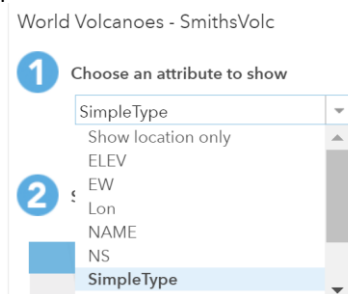 World Volcanoes - SmithsVolc
1 Choose an attribute to show
SimpleType
Show location only
ELEV
EW
2
Lon
NAME
NS
SimpleType